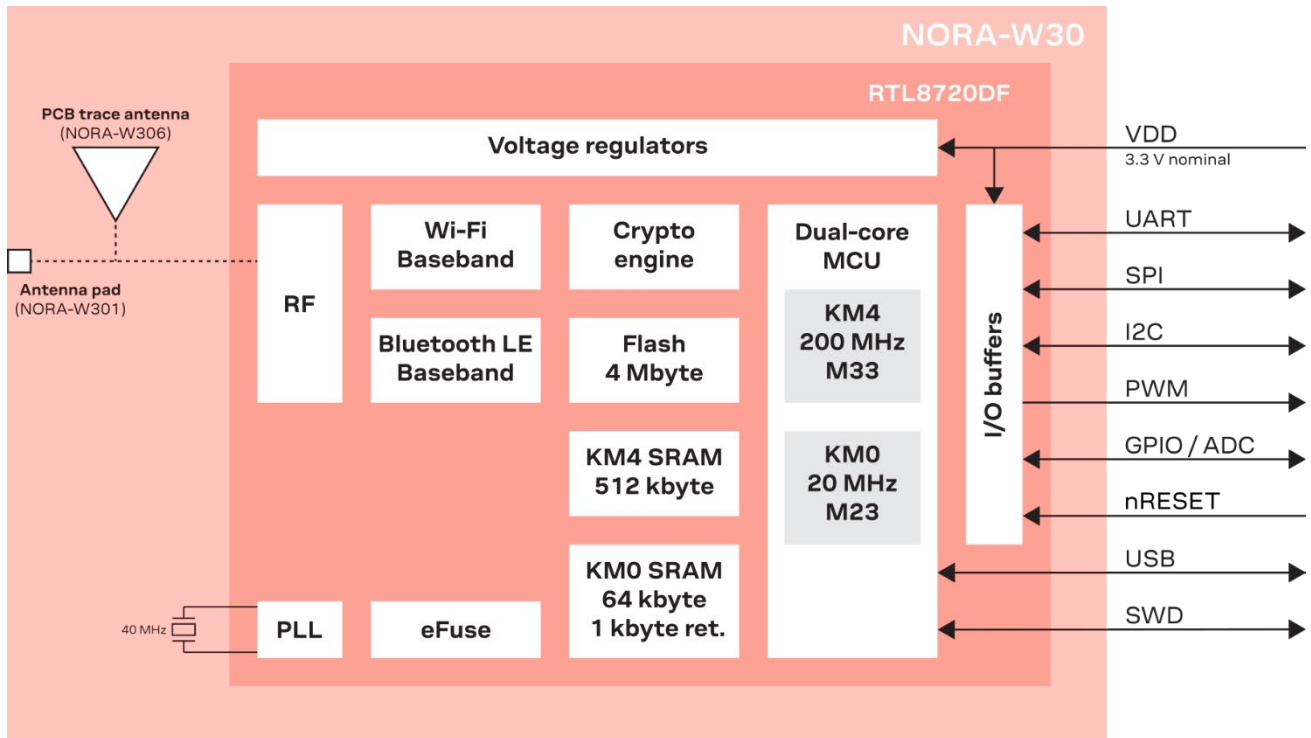 NORA-W30
RTL8720DF
PCB trace antenna
(NORA-W306)
Antenna pad
(NORA-W301)
40 MHz
Voltage regulators
RF
Wi-Fi
Baseband
Bluetooth LE
Baseband
Crypto
engine
Flash
4 Mbyte
KM4 SRAM
512 kbyte
KM0 SRAM
64 kbyte
1 kbyte ret.
PLL
eFuse
Dual-core
MCU
KM4
200 MHz
M33
KM0
20 MHz
M23
I/O buffers
VDD
3.3 V nominal
UART
SPI
I2C
PWM
GPIO / ADC
nRESET
USB
SWD